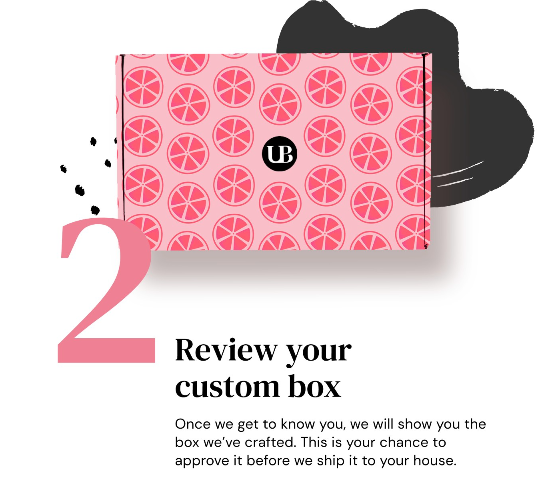 UB
2
Review your
custom box
Once we get to know you, we will show you the
box we've crafted. This is your chance to
approve it before we ship it to your house.